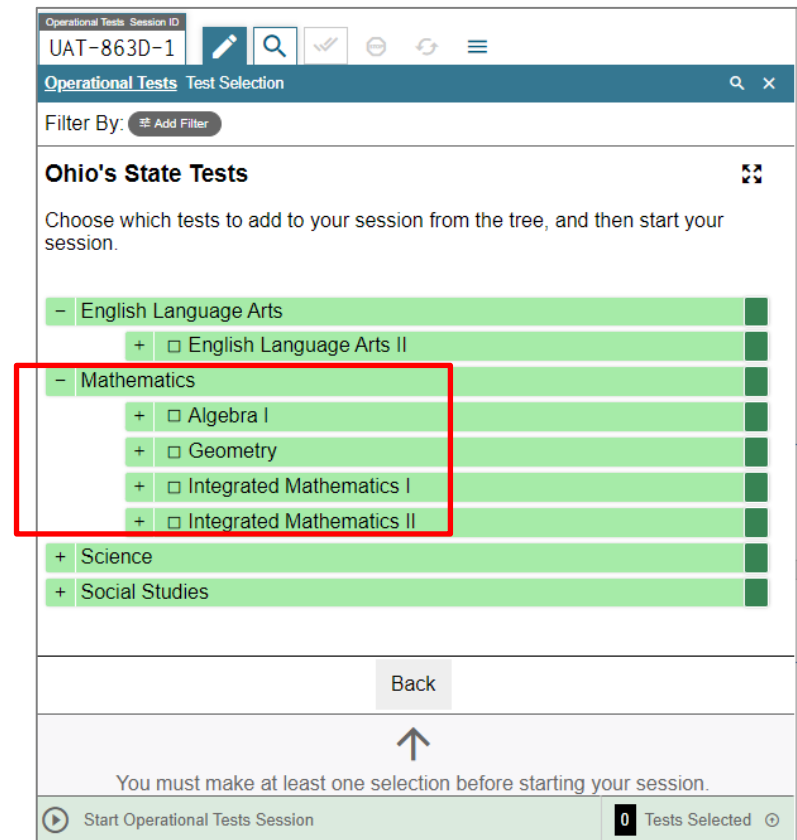 Operational Tests Session ID
UAT-863D-1
Operational Tests Test Selection
Filter By: Add Filter
Ohio's State Tests
Choose which tests to add to your session from the tree, and then start your
session.
− English Language Arts
+ □ English Language Arts II
− Mathematics
+ □ Algebra I
+ □ Geometry
+ □ Integrated Mathematics I
+ □ Integrated Mathematics II
+ Science
+ Social Studies
Back
You must make at least one selection before starting your session.
Start Operational Tests Session 0 Tests Selected